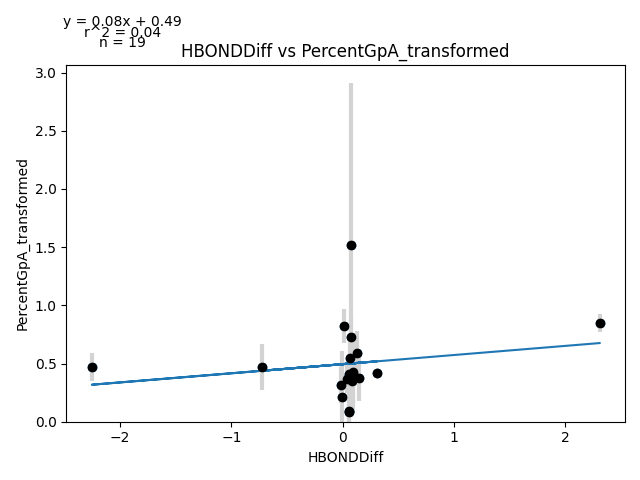 y = 0.08x + 0.49
r^2 = 0.04
n = 19
HBONDDiff vs PercentGpA_transformed
3.0
2.5
2.0
1.5
1.0
0.5
0.0
PercentGpA_transformed
−2
−1
0
1
2
HBONDDiff